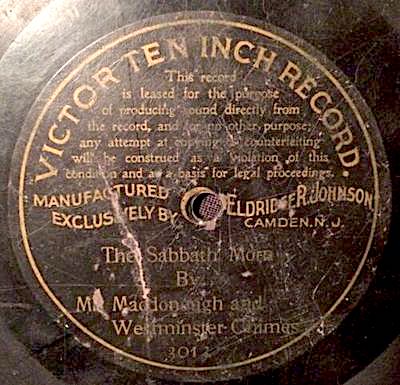 VICTOR TEN INCH RECORD.
This record
is leased for the purpose
of producing sound directly from
the record, and for no other purpose;
any attempt at copying or counterfeiting
will be construed as a violation of this
condition and as a basis for legal proceedings.
MANUFACTURED
EXCLUSIVELY BY
ELDRIDGE R. JOHNSON
CAMDEN. N. J.
The Sabbath Morn
By
Mr. Macdonough and
Westminster Chimes
3012